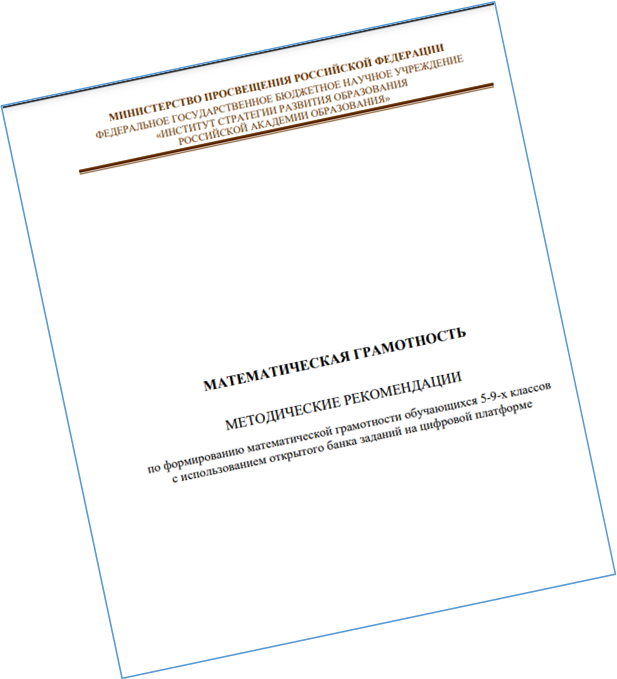 МИНИСТЕРСТВО ПРОСВЕЩЕНИЯ РОССИЙСКОЙ ФЕДЕРАЦИИ
ФЕДЕРАЛЬНОЕ ГОСУДАРСТВЕННОЕ БЮДЖЕТНОЕ НАУЧНОЕ УЧРЕЖДЕНИЕ
«ИНСТИТУТ СТРАТЕГИИ РАЗВИТИЯ ОБРАЗОВАНИЯ
РОССИЙСКОЙ АКАДЕМИИ ОБРАЗОВАНИЯ»
МАТЕМАТИЧЕСКАЯ ГРАМОТНОСТЬ
МЕТОДИЧЕСКИЕ РЕКОМЕНДАЦИИ
по формированию математической грамотности обучающихся 5-9-х классов
с использованием открытого банка заданий на цифровой платформе